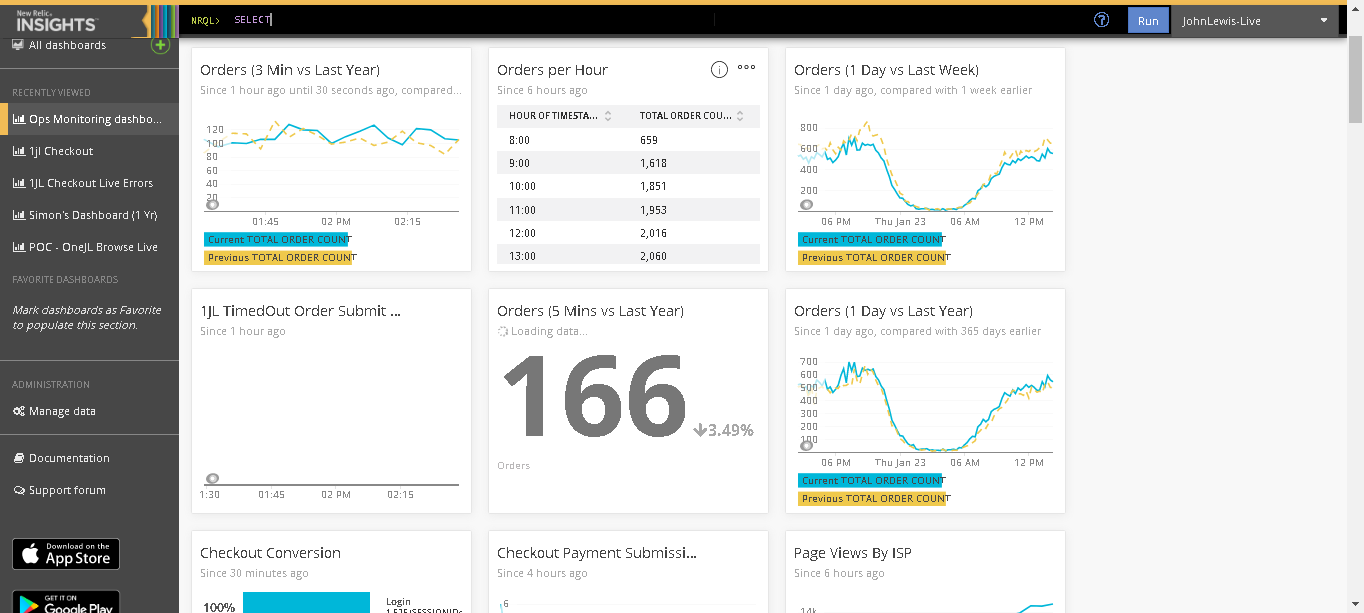 New Relic.
INSIGHTS
NRQL> SELECT
?
Run
JohnLewis-Live
All dashboards
RECENTLY VIEWED
Ops Monitoring dashbo...
1jl Checkout
1JL Checkout Live Errors
Simon's Dashboard (1 Yr)
POC - OneJL Browse Live
FAVORITE DASHBOARDS
Mark dashboards as Favorite
to populate this section.
ADMINISTRATION
Manage data
Documentation
Support forum
Download on the
App Store
GET IT ON
Google Play
Orders (3 Min vs Last Year)
Since 1 hour ago until 30 seconds ago, compared...
120
100
80
60
40
20
01:45 02 PM 02:15
Current TOTAL ORDER COUNT
Previous TOTAL ORDER COUNT
Orders per Hour
Since 6 hours ago
HOUR OF TIMESTA... TOTAL ORDER COU...
8:00 659
9:00 1,618
10:00 1,851
11:00 1,953
12:00 2,016
13:00 2,060
Orders (1 Day vs Last Week)
Since 1 day ago, compared with 1 week earlier
800
600
400
200
06 PM Thu Jan 23 06 AM 12 PM
Current TOTAL ORDER COUNT
Previous TOTAL ORDER COUNT
1JL TimedOut Order Submit ...
Since 1 hour ago
1:30 01:45 02 PM 02:15
Orders (5 Mins vs Last Year)
Loading data...
166
3.49%
Orders
Orders (1 Day vs Last Year)
Since 1 day ago, compared with 365 days earlier
700
600
500
400
300
200
100
06 PM Thu Jan 23 06 AM 12 PM
Current TOTAL ORDER COUNT
Previous TOTAL ORDER COUNT
Checkout Conversion
Since 30 minutes ago
100%
Login
Checkout Payment Submissi...
Since 4 hours ago
6
Page Views By ISP
Since 6 hours ago
14k